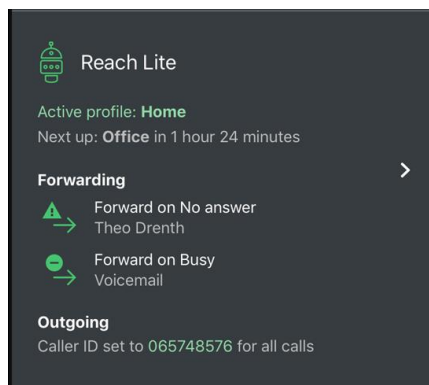 Reach Lite
Active profile: Home
Next up: Office in 1 hour 24 minutes
Forwarding
Forward on No answer
Theo Drenth
Forward on Busy
Voicemail
Outgoing
Caller ID set to 065748576 for all calls